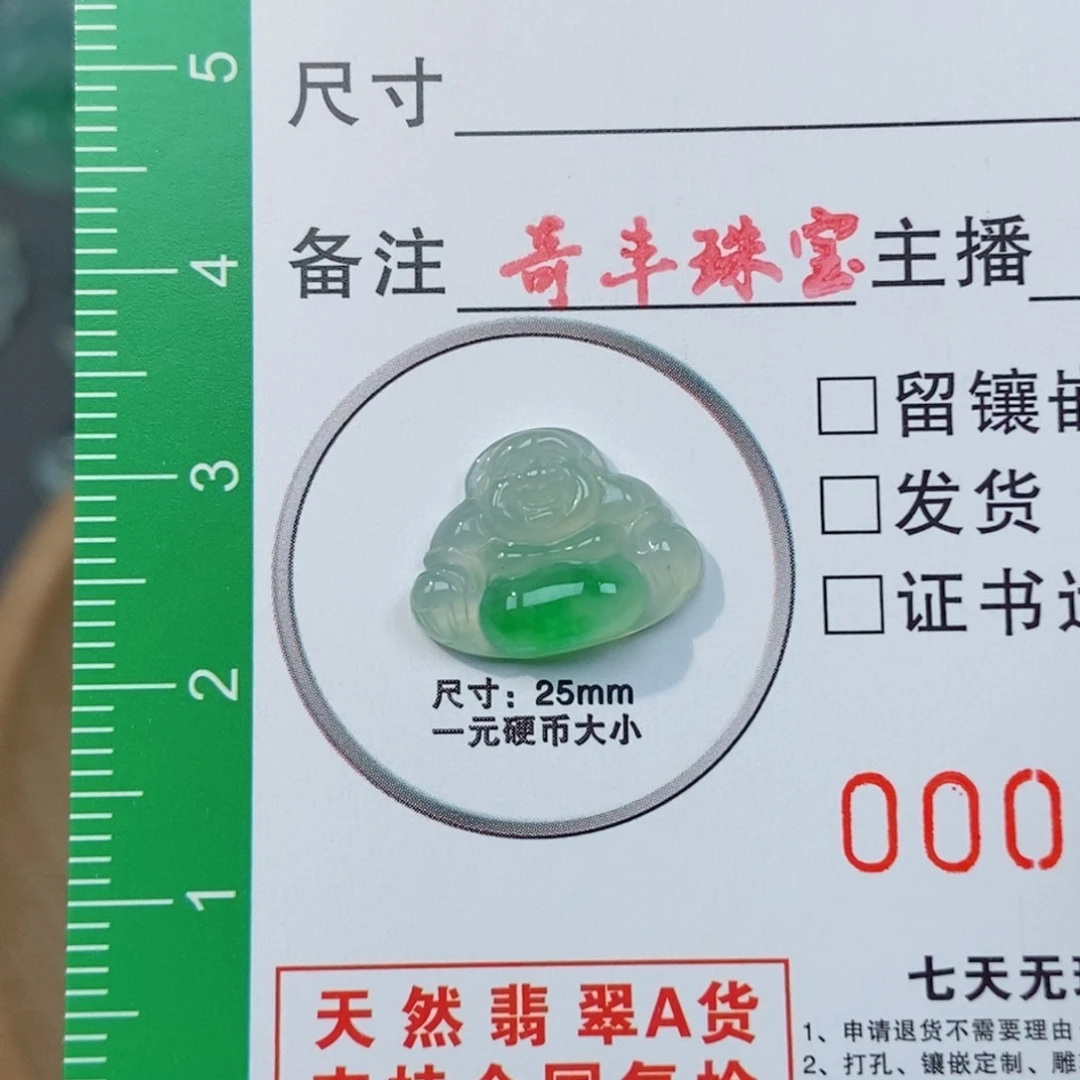 5
尺寸
4
备注 奇丰珠宝 主播
留镶嵌
3
发货
证书
2
尺寸：25mm
一元硬币大小
000
1
七天无
天然翡翠A货
1、申请退货不需要理由
2、打孔、镶嵌定制、雕